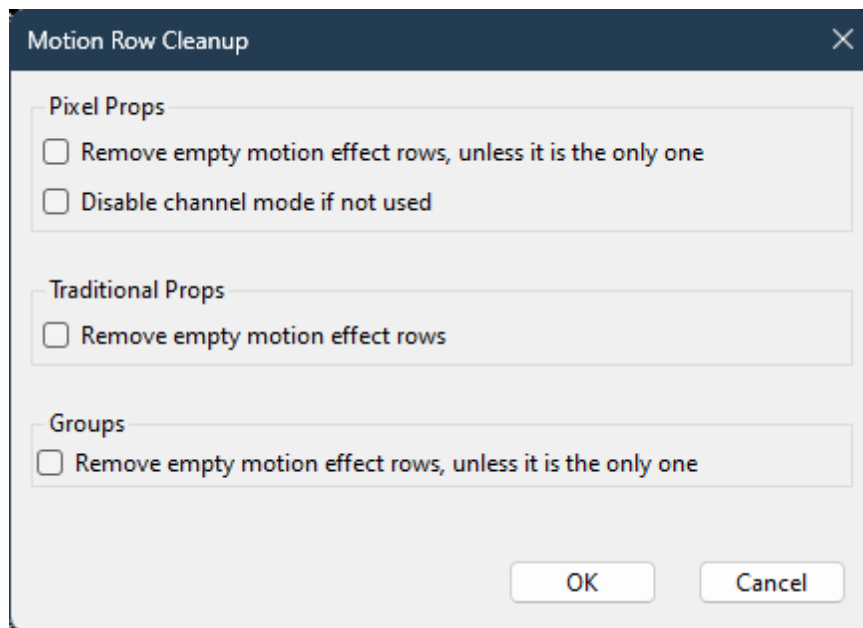 Motion Row Cleanup
Pixel Props
Remove empty motion effect rows, unless it is the only one
Disable channel mode if not used
Traditional Props
Remove empty motion effect rows
Groups
Remove empty motion effect rows, unless it is the only one
OK Cancel